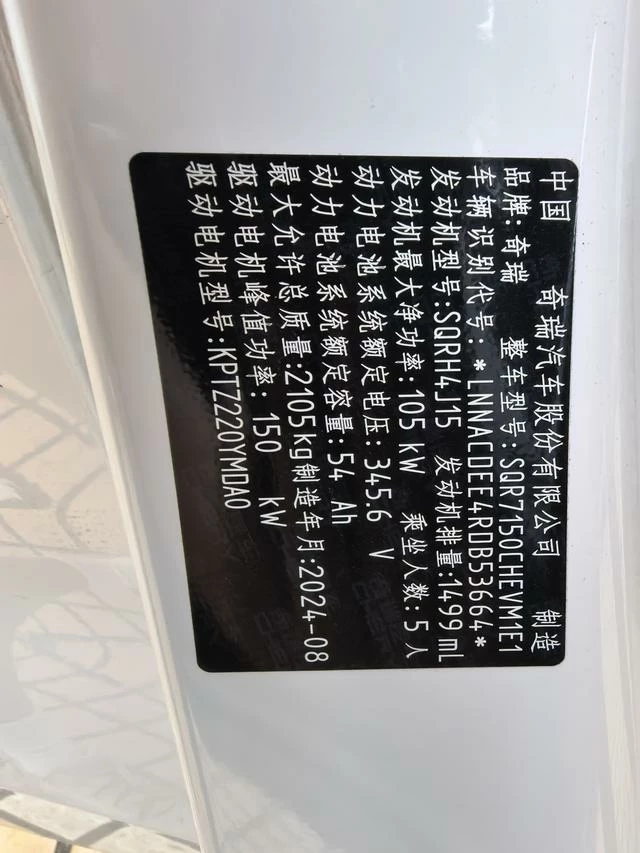 中国 奇瑞汽车股份有限公司 制造
品牌:奇瑞 整车型号:SQR7150CHEVM1E1
车辆识别代号:*LNNACDEE4RDB53664*
发动机型号:SQRH4J15 发动机排量:1499mL
发动机最大净功率:105 kW 乘坐人数:5人
动力电池系统额定电压:345.6 V
动力电池系统额定容量:54 Ah
最大允许总质量:2105kg制造年月:2024-08
驱动电机峰值功率: 150 kW
驱动电机型号:KPTZ220YMDA0